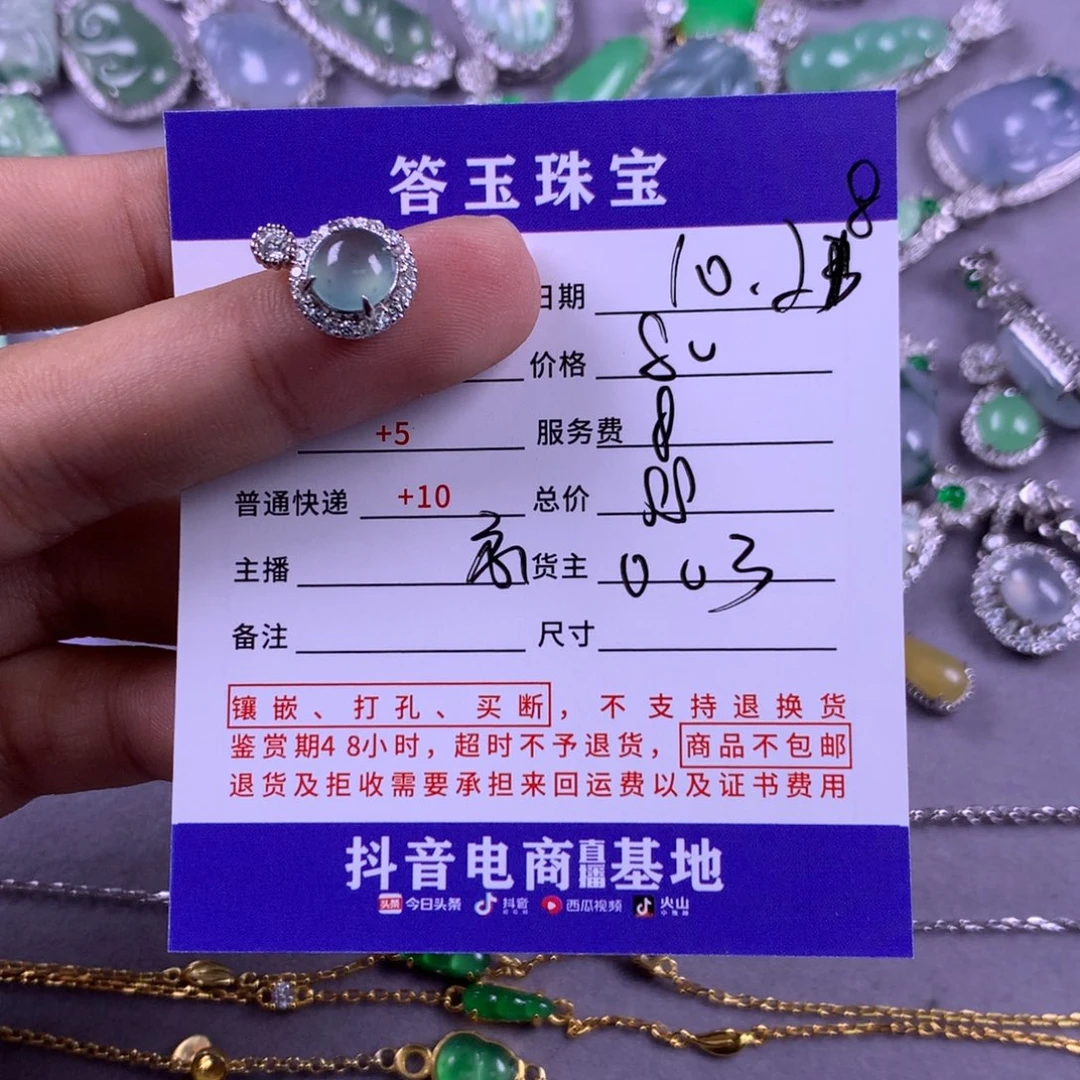 答玉珠宝
日期 10.28
价格 80
+5 服务费 8
普通快递 +10 总价 88
主播 货主 003
备注 尺寸
镶嵌、打孔、买断，不支持退换货
鉴赏期48小时，超时不予退货，商品不包邮
退货及拒收需要承担来回运费以及证书费用
抖音电商直播基地
头条 今日头条 抖音 西瓜视频 火山